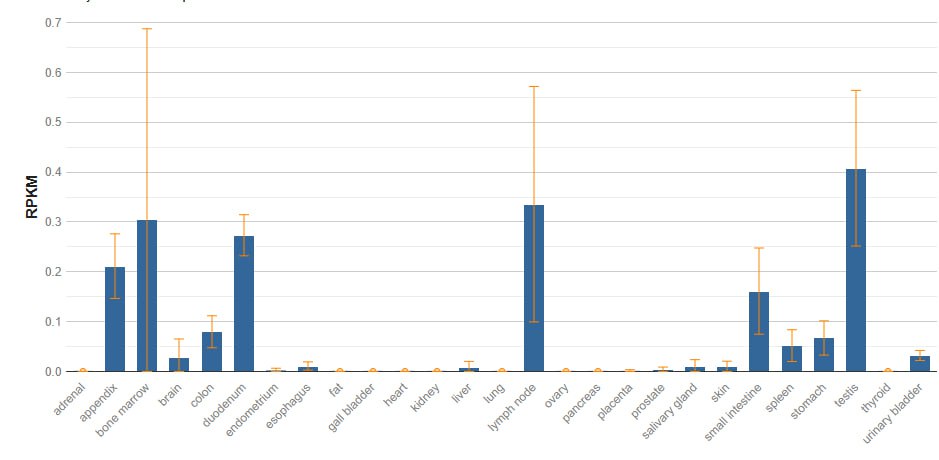 0.7
0.6
0.5
0.4
0.3
0.2
0.1
0.0
RPKM
adrenal
appendix
bone marrow
brain
colon
duodenum
endometrium
esophagus
fat
gall bladder
heart
kidney
liver
lung
lymph node
ovary
pancreas
placenta
prostate
salivary gland
skin
small intestine
spleen
stomach
testis
thyroid
urinary bladder